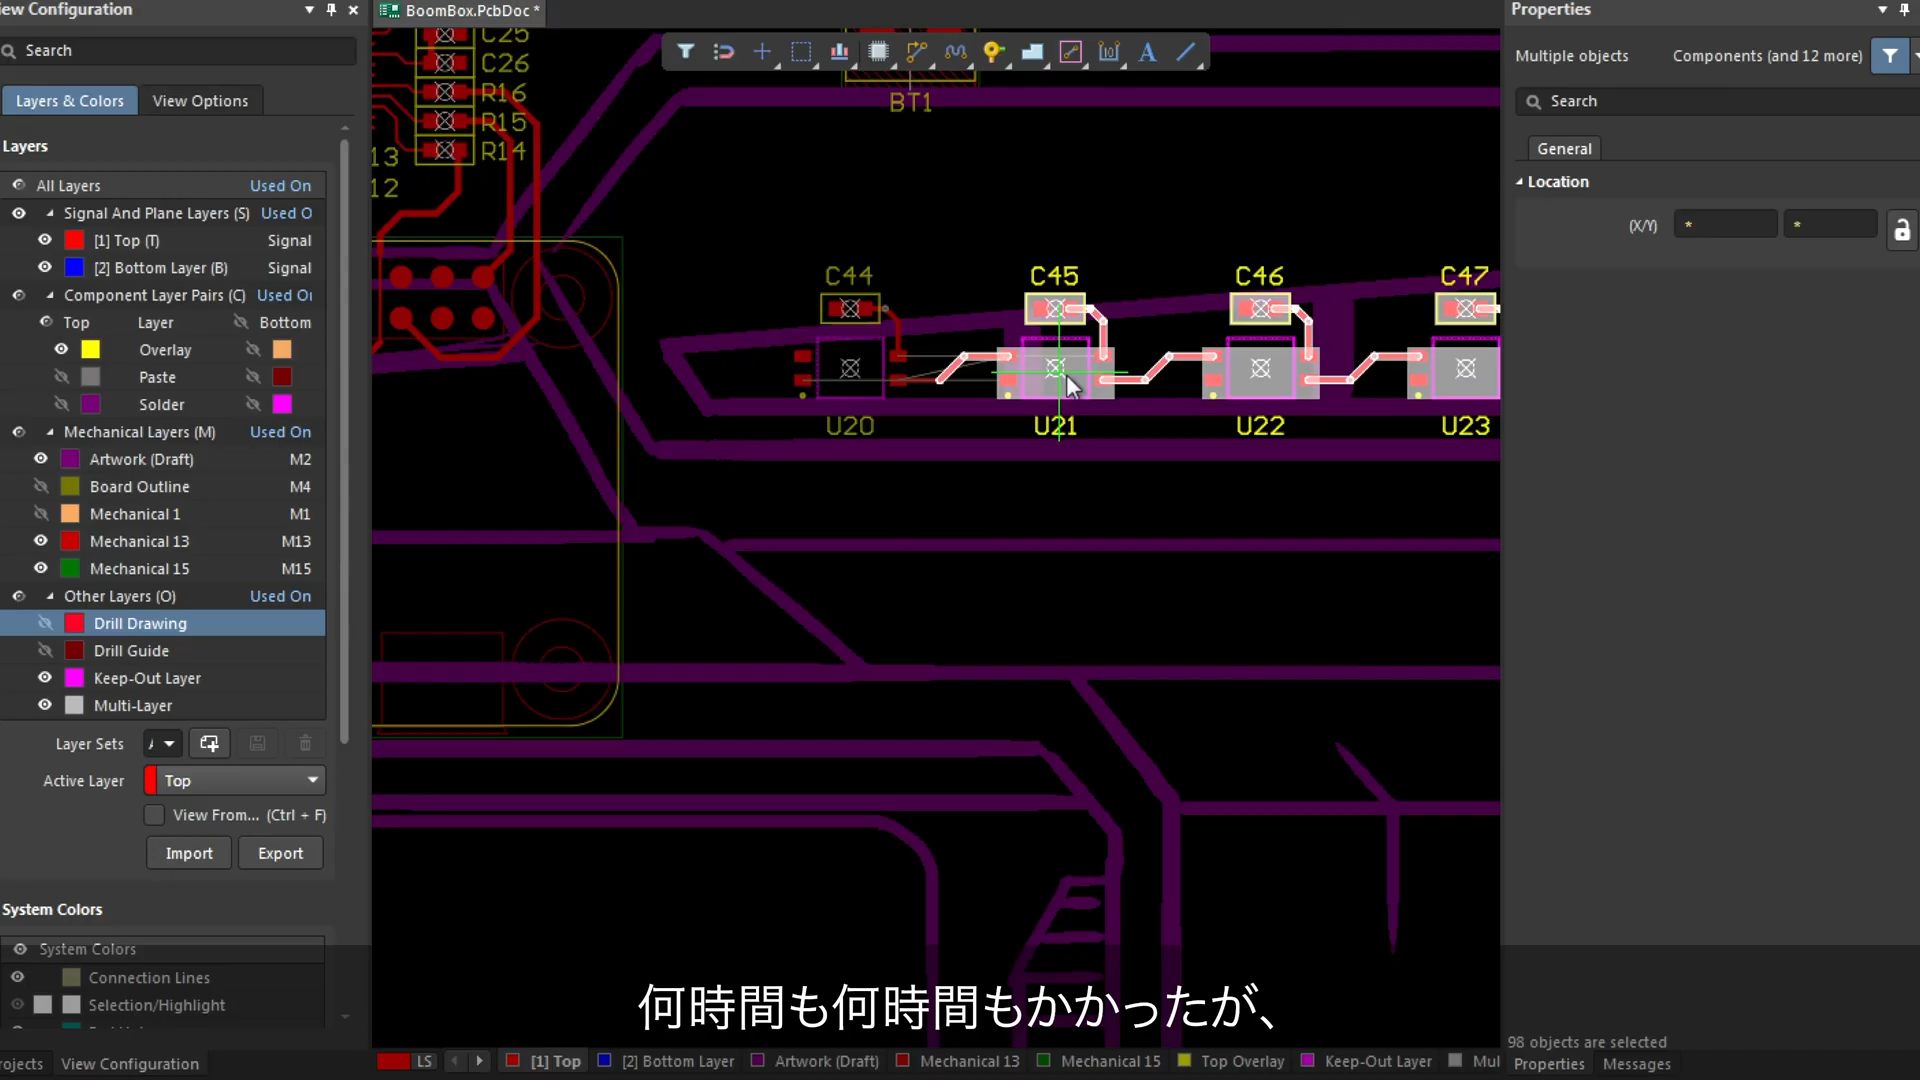 iew Configuration
Search
Layers & Colors
View Options
Layers
All Layers Used On
Signal And Plane Layers (S) Used O
[1] Top (T) Signal
[2] Bottom Layer (B) Signal
Component Layer Pairs (C) Used O
Top Layer Bottom
Overlay
Paste
Solder
Mechanical Layers (M) Used On
Artwork (Draft) M2
Board Outline M4
Mechanical 1 M1
Mechanical 13 M13
Mechanical 15 M15
Other Layers (O) Used On
Drill Drawing
Drill Guide
Keep-Out Layer
Multi-Layer
Layer Sets
Active Layer Top
View From... (Ctrl + F)
Import Export
System Colors
System Colors
Connection Lines
Selection/Highlight
rojects View Configuration
BoomBox.PcbDoc *
C25
C26
R16
R15
R14
13
12
BT1
C44 C45 C46 C47
U20 U21 U22 U23
何時間も何時間もかかったが、
LS [1] Top [2] Bottom Layer Artwork (Draft) Mechanical 13 Mechanical 15 Top Overlay Keep-Out Layer Mul
Properties
Multiple objects Components (and 12 more)
Search
General
Location
(X/Y) * *
98 objects are selected
Properties Messages